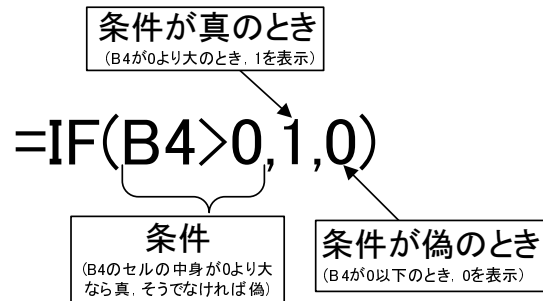 条件が真のとき
(B4が0より大のとき，1を表示)
=IF(B4>0,1,0)
条件
(B4のセルの中身が0より大
なら真，そうでなければ偽)
条件が偽のとき
(B4が0以下のとき，0を表示)